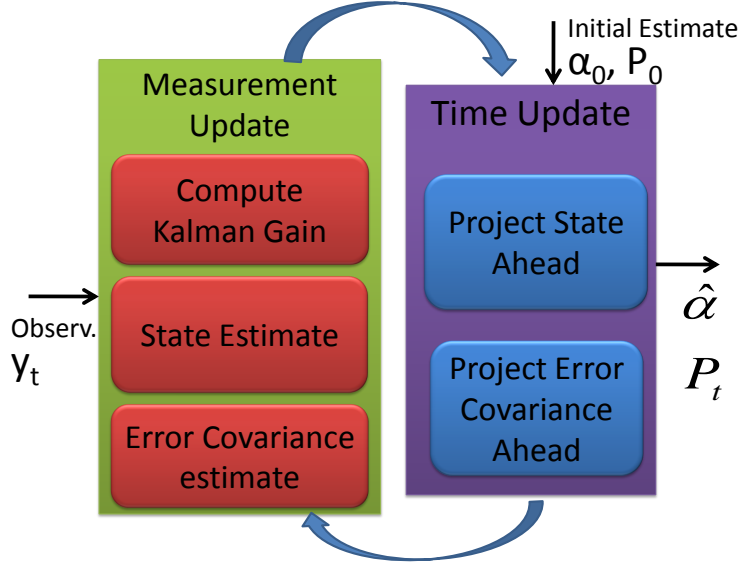 Measurement
Update
Compute
Kalman Gain
State Estimate
Error Covariance
estimate
Observ.
yₜ
Initial Estimate
α₀, P₀
Time Update
Project State
Ahead
Project Error
Covariance
Ahead
α̂
Pₜ